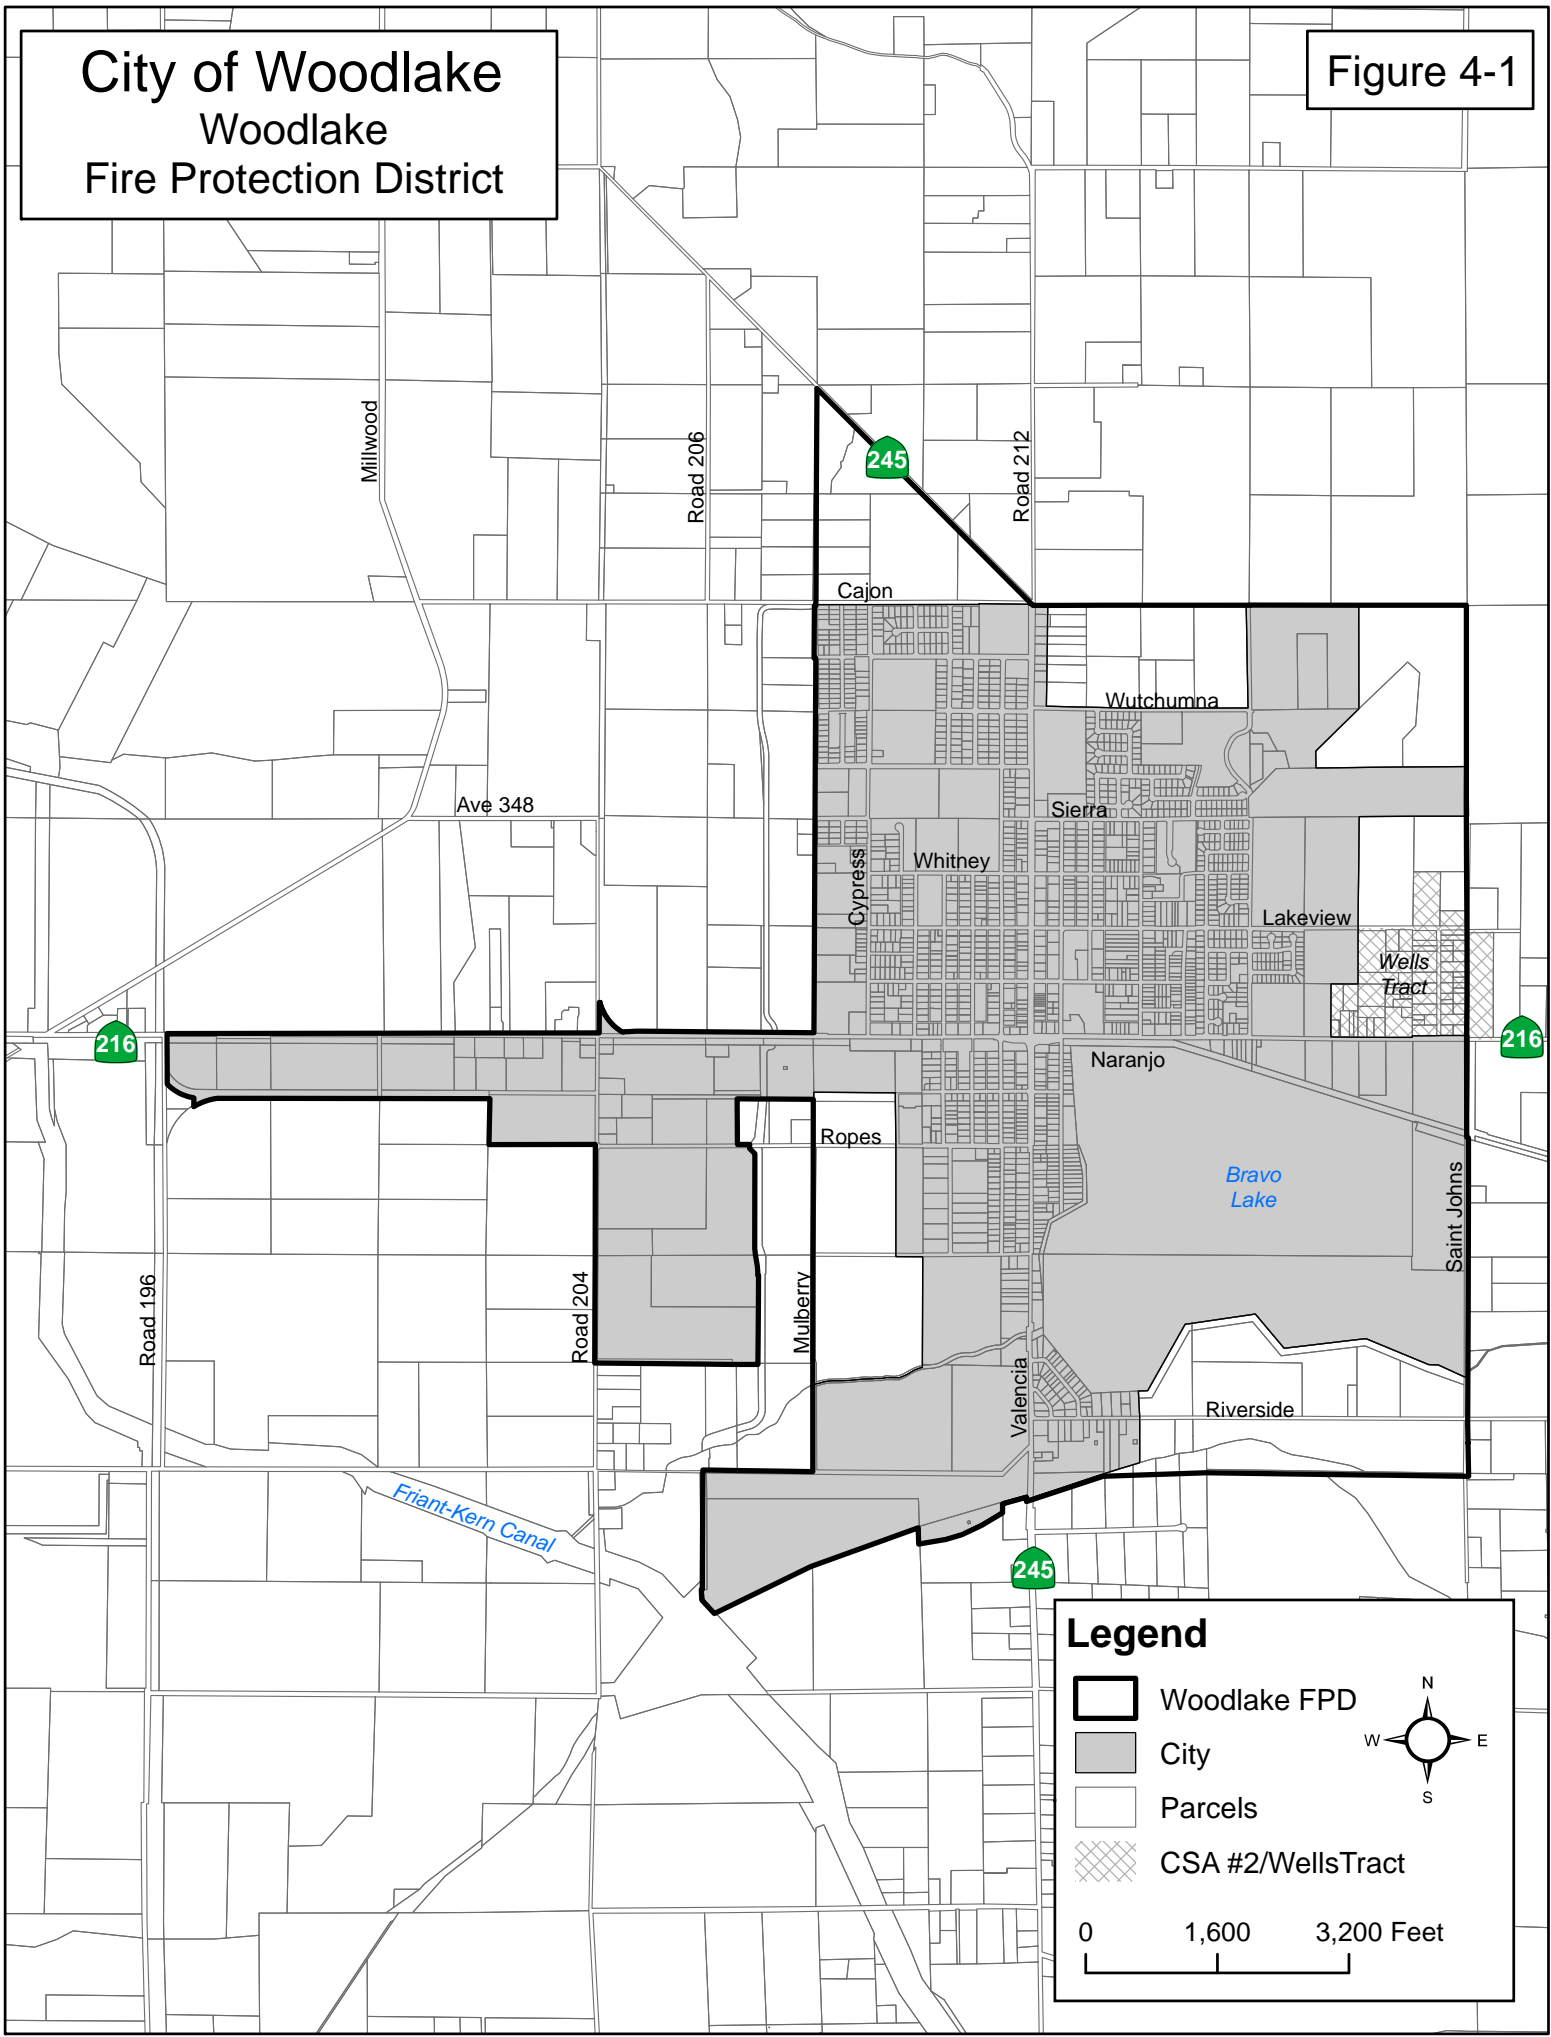 City of Woodlake
Woodlake
Fire Protection District
Figure 4-1
Millwood
Road 206
245
Road 212
Cajon
Wutchumna
Ave 348
Sierra
Whitney
Cypress
Lakeview
Wells
Tract
216
216
Naranjo
Ropes
Bravo
Lake
Saint Johns
Road 196
Road 204
Mulberry
Valencia
Riverside
Friant-Kern Canal
245
Legend
Woodlake FPD
City
Parcels
CSA #2/WellsTract
N
W
E
S
0
1,600
3,200 Feet